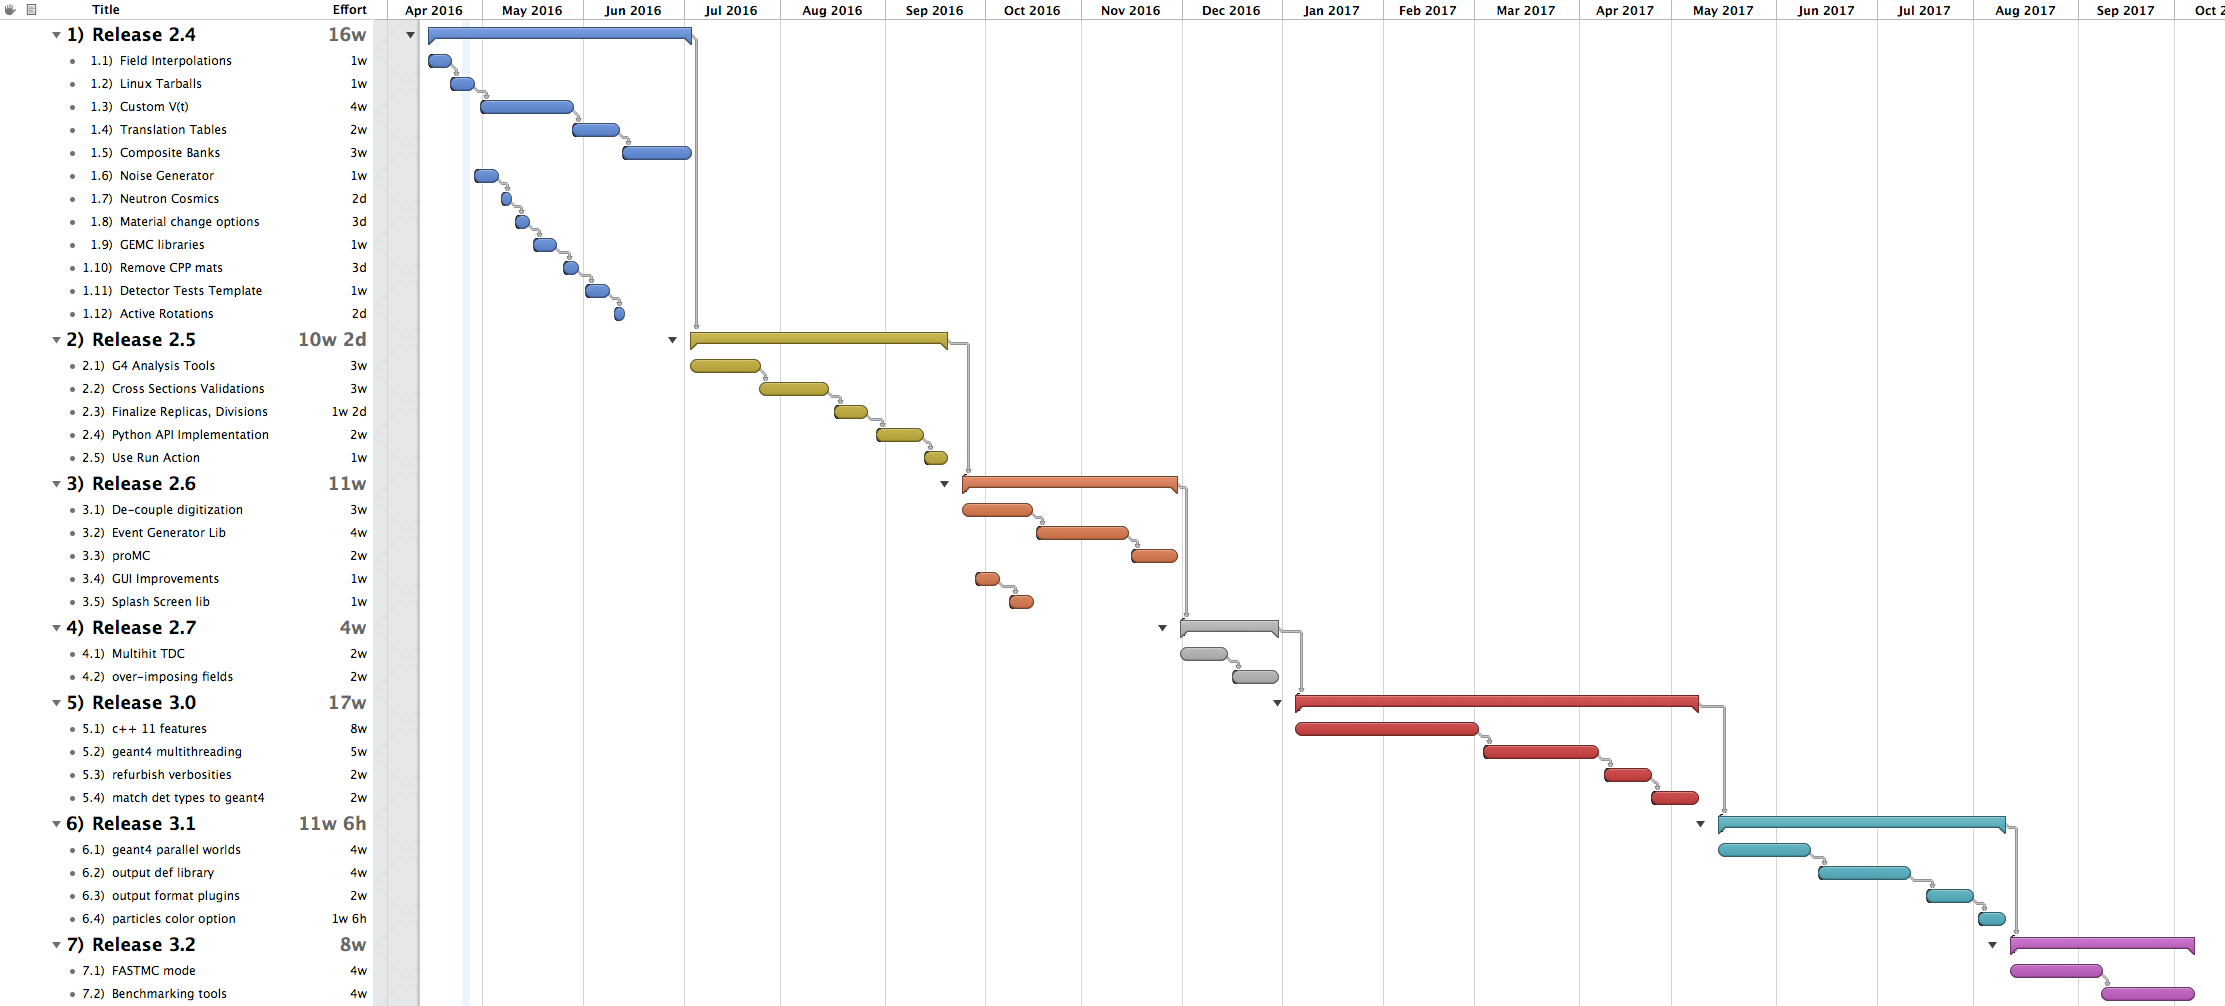 Title Effort Apr 2016 May 2016 Jun 2016 Jul 2016 Aug 2016 Sep 2016 Oct 2016 Nov 2016 Dec 2016 Jan 2017 Feb 2017 Mar 2017 Apr 2017 May 2017 Jun 2017 Jul 2017 Aug 2017 Sep 2017 Oct 2
1) Release 2.4 16w
1.1) Field Interpolations 1w
1.2) Linux Tarballs 1w
1.3) Custom V(t) 4w
1.4) Translation Tables 2w
1.5) Composite Banks 3w
1.6) Noise Generator 1w
1.7) Neutron Cosmics 2d
1.8) Material change options 3d
1.9) GEMC libraries 1w
1.10) Remove CPP mats 3d
1.11) Detector Tests Template 1w
1.12) Active Rotations 2d
2) Release 2.5 10w 2d
2.1) G4 Analysis Tools 3w
2.2) Cross Sections Validations 3w
2.3) Finalize Replicas, Divisions 1w 2d
2.4) Python API Implementation 2w
2.5) Use Run Action 1w
3) Release 2.6 11w
3.1) De-couple digitization 3w
3.2) Event Generator Lib 4w
3.3) proMC 2w
3.4) GUI Improvements 1w
3.5) Splash Screen lib 1w
4) Release 2.7 4w
4.1) Multihit TDC 2w
4.2) over-imposing fields 2w
5) Release 3.0 17w
5.1) c++ 11 features 8w
5.2) geant4 multithreading 5w
5.3) refurbish verbosities 2w
5.4) match det types to geant4 2w
6) Release 3.1 11w 6h
6.1) geant4 parallel worlds 4w
6.2) output def library 4w
6.3) output format plugins 2w
6.4) particles color option 1w 6h
7) Release 3.2 8w
7.1) FASTMC mode 4w
7.2) Benchmarking tools 4w